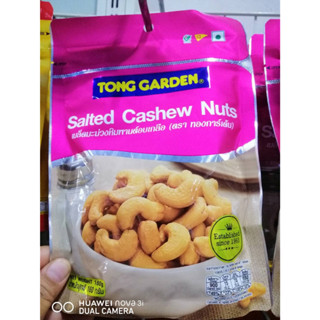 TONG GARDEN
Salted Cashew Nuts
เม็ดมะม่วงหิมพานต์อบเกลือ (ตรา ทองการ์เด้น)
Established
since 1963
HUAWEI nova 3i
DUAL CAMERA